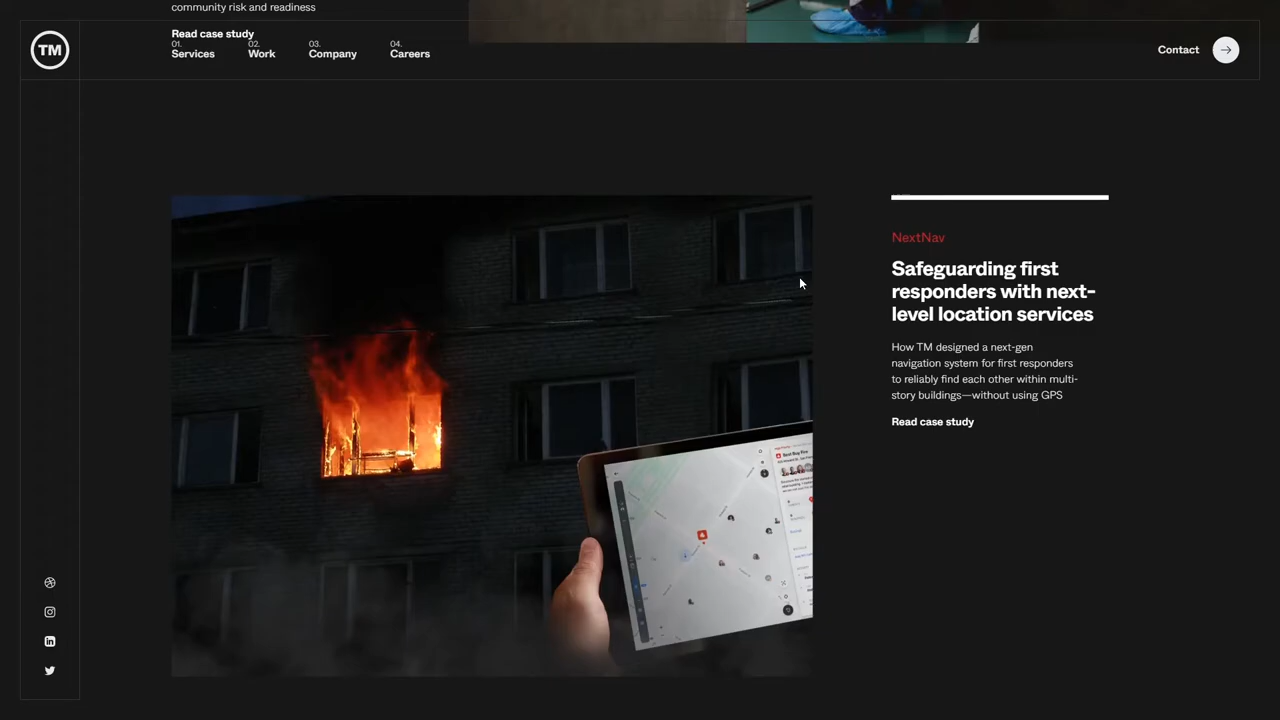 community risk and readiness
Read case study
TM
01.
Services
02.
Work
03.
Company
04.
Careers
Contact
NextNav
Safeguarding first
responders with next-
level location services
How TM designed a next-gen
navigation system for first responders
to reliably find each other within multi-
story buildings—without using GPS
Read case study